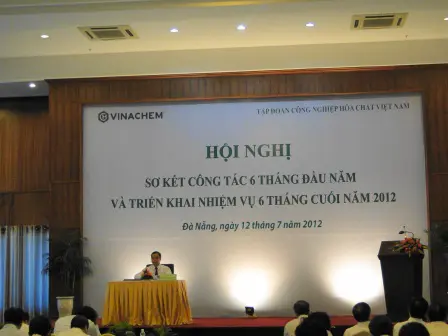 VINACHEM
TẬP ĐOÀN CÔNG NGHIỆP HÓA CHẤT VIỆT NAM
HỘI NGHỊ
SƠ KẾT CÔNG TÁC 6 THÁNG ĐẦU NĂM
VÀ TRIỂN KHAI NHIỆM VỤ 6 THÁNG CUỐI NĂM 2012
Đà Nẵng, ngày 12 tháng 7 năm 2012